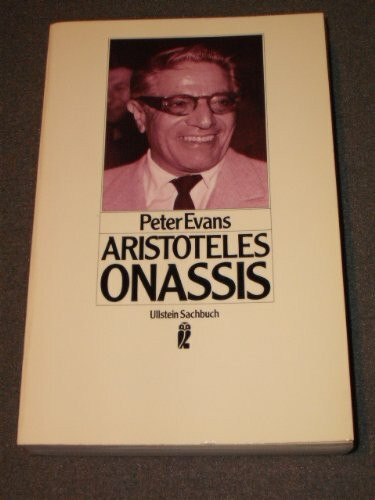 Peter Evans
ARISTOTELES
ONASSIS
Ullstein Sachbuch